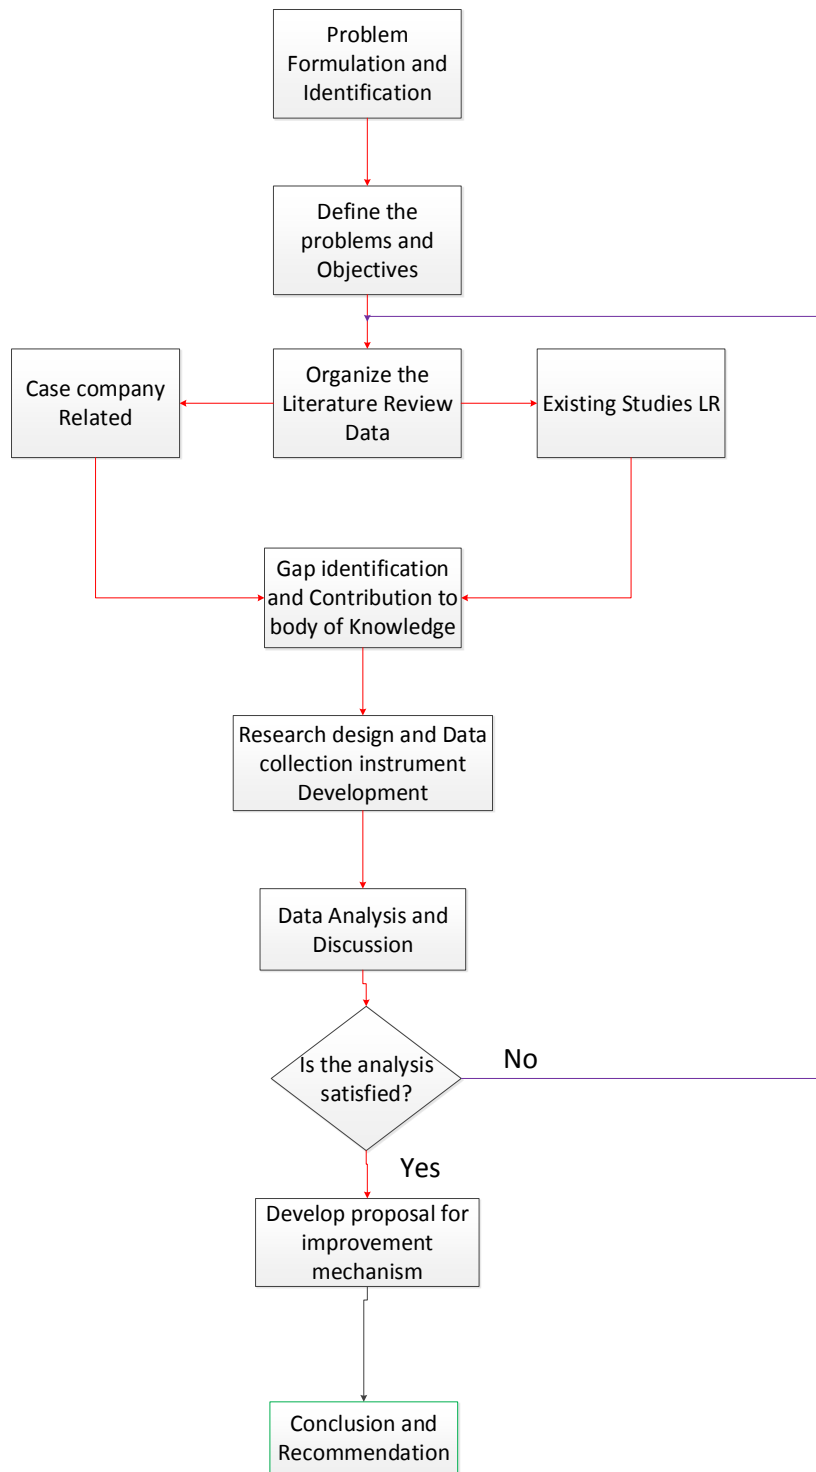 Problem
Formulation and
Identification
Define the
problems and
Objectives
Case company
Related
Organize the
Literature Review
Data
Existing Studies LR
Gap identification
and Contribution to
body of Knowledge
Research design and Data
collection instrument
Development
Data Analysis and
Discussion
Is the analysis
satisfied?
No
Yes
Develop proposal for
improvement
mechanism
Conclusion and
Recommendation